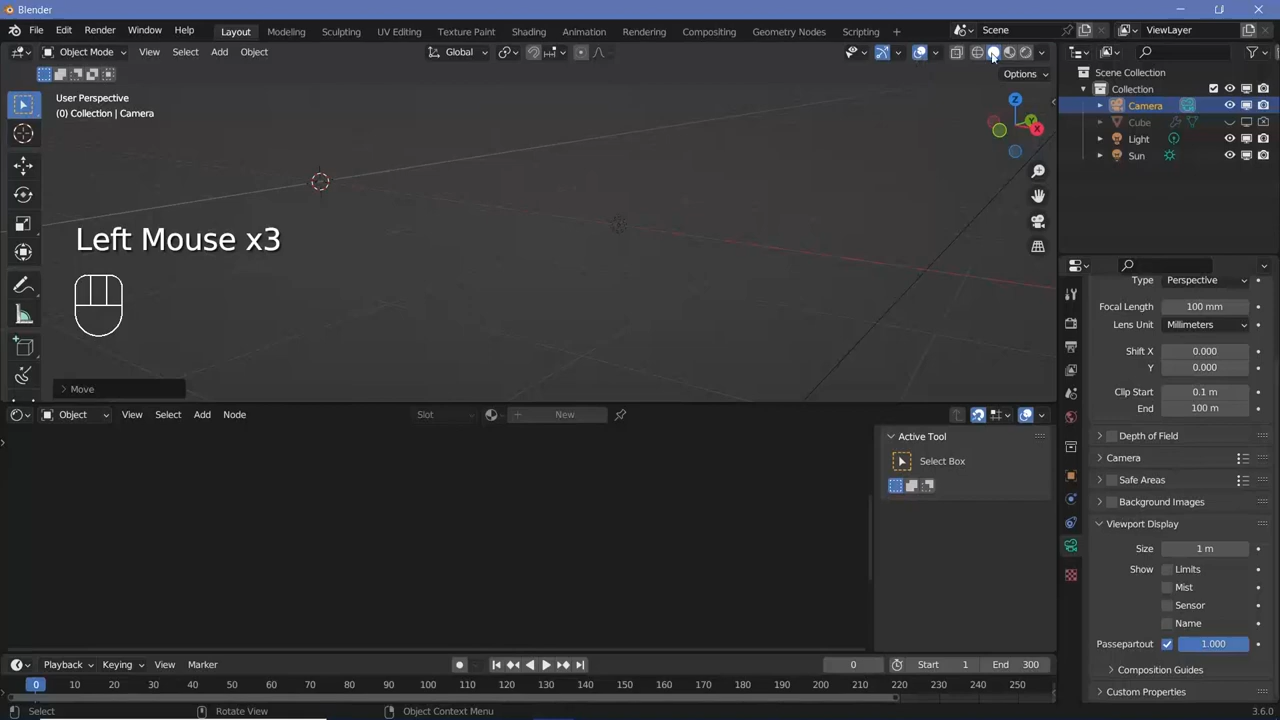 Blender
File Edit Render Window Help Layout Modeling Sculpting UV Editing Texture Paint Shading Animation Rendering Compositing Geometry Nodes Scripting + Scene ViewLayer
Object Mode View Select Add Object Global
Options
User Perspective
(0) Collection | Camera
Z
Y
X
Scene Collection
Collection
Camera
Cube
Light
Sun
Left Mouse x3
> Move
Type Perspective
Focal Length 100 mm
Lens Unit Millimeters
Shift X 0.000
Y 0.000
Clip Start 0.1 m
End 100 m
Depth of Field
Camera
Safe Areas
Background Images
Viewport Display
Size 1 m
Show Limits
Mist
Sensor
Name
Passepartout 1.000
Composition Guides
Custom Properties
Object View Select Add Node Slot New
Active Tool
Select Box
Playback Keying View Marker 0 Start 1 End 300
0 10 20 30 40 50 60 70 80 90 100 110 120 130 140 150 160 170 180 190 200 210 220 230 240 250
Select Rotate View Object Context Menu 3.6.0